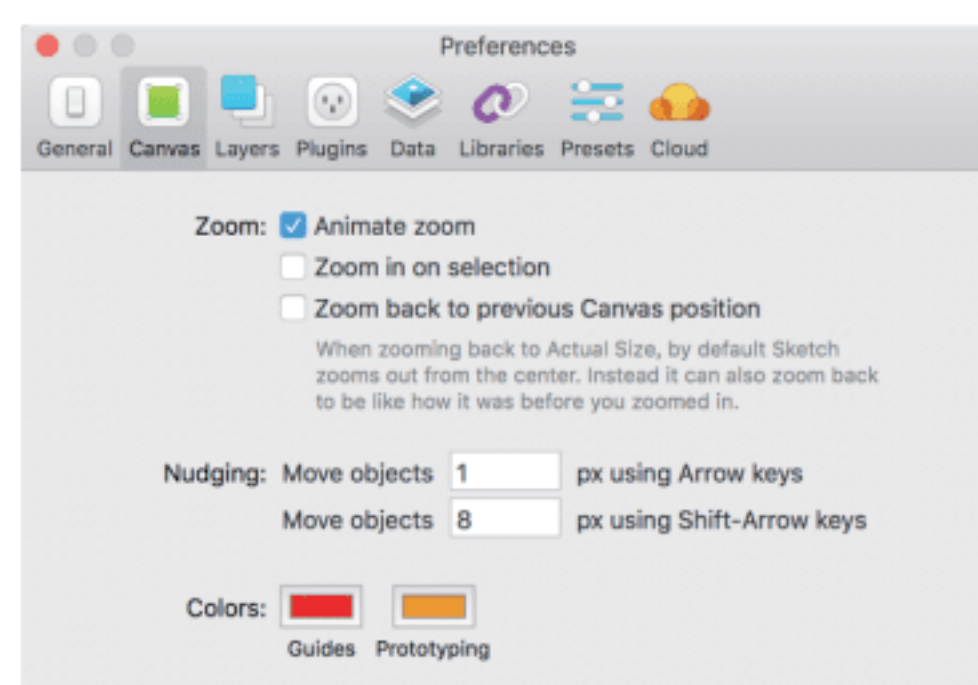 Preferences
General Canvas Layers Plugins Data Libraries Presets Cloud
Zoom: Animate zoom
Zoom in on selection
Zoom back to previous Canvas position
When zooming back to Actual Size, by default Sketch
zooms out from the center. Instead it can also zoom back
to be like how it was before you zoomed in.
Nudging: Move objects 1 px using Arrow keys
Move objects 8 px using Shift-Arrow keys
Colors:
Guides Prototyping